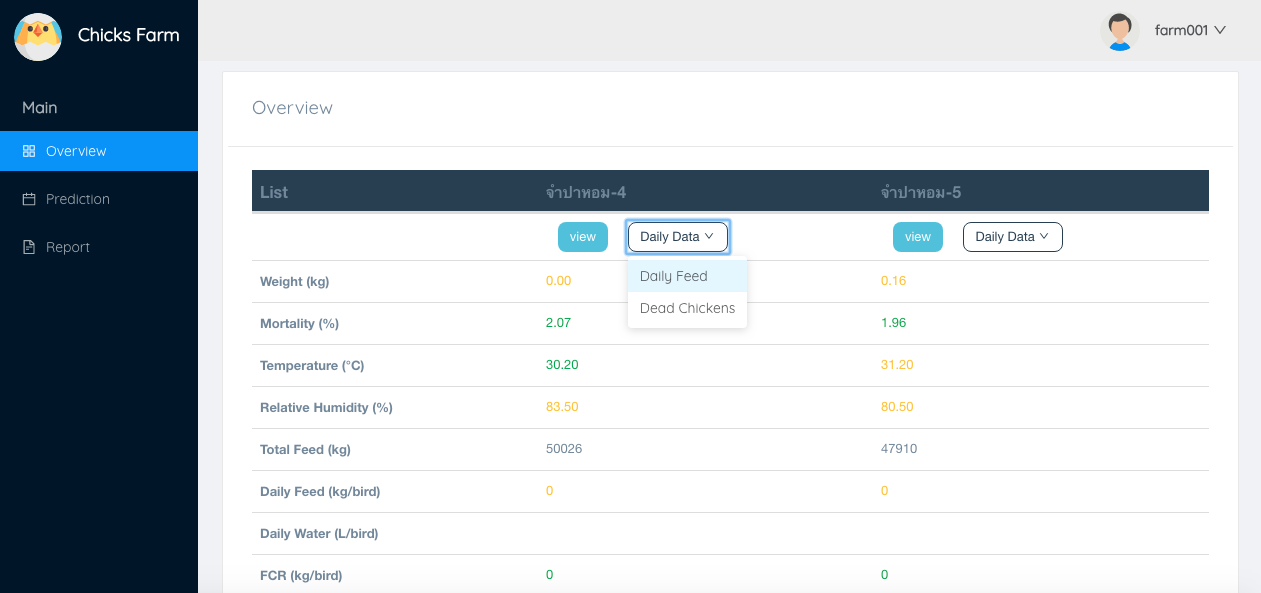 Chicks Farm
farm001
Main
Overview
Prediction
Report
Overview
List จำปาหอม-4 จำปาหอม-5
view Daily Data view Daily Data
Daily Feed
Dead Chickens
Weight (kg) 0.00 0.16
Mortality (%) 2.07 1.96
Temperature (°C) 30.20 31.20
Relative Humidity (%) 83.50 80.50
Total Feed (kg) 50026 47910
Daily Feed (kg/bird) 0 0
Daily Water (L/bird)
FCR (kg/bird) 0 0